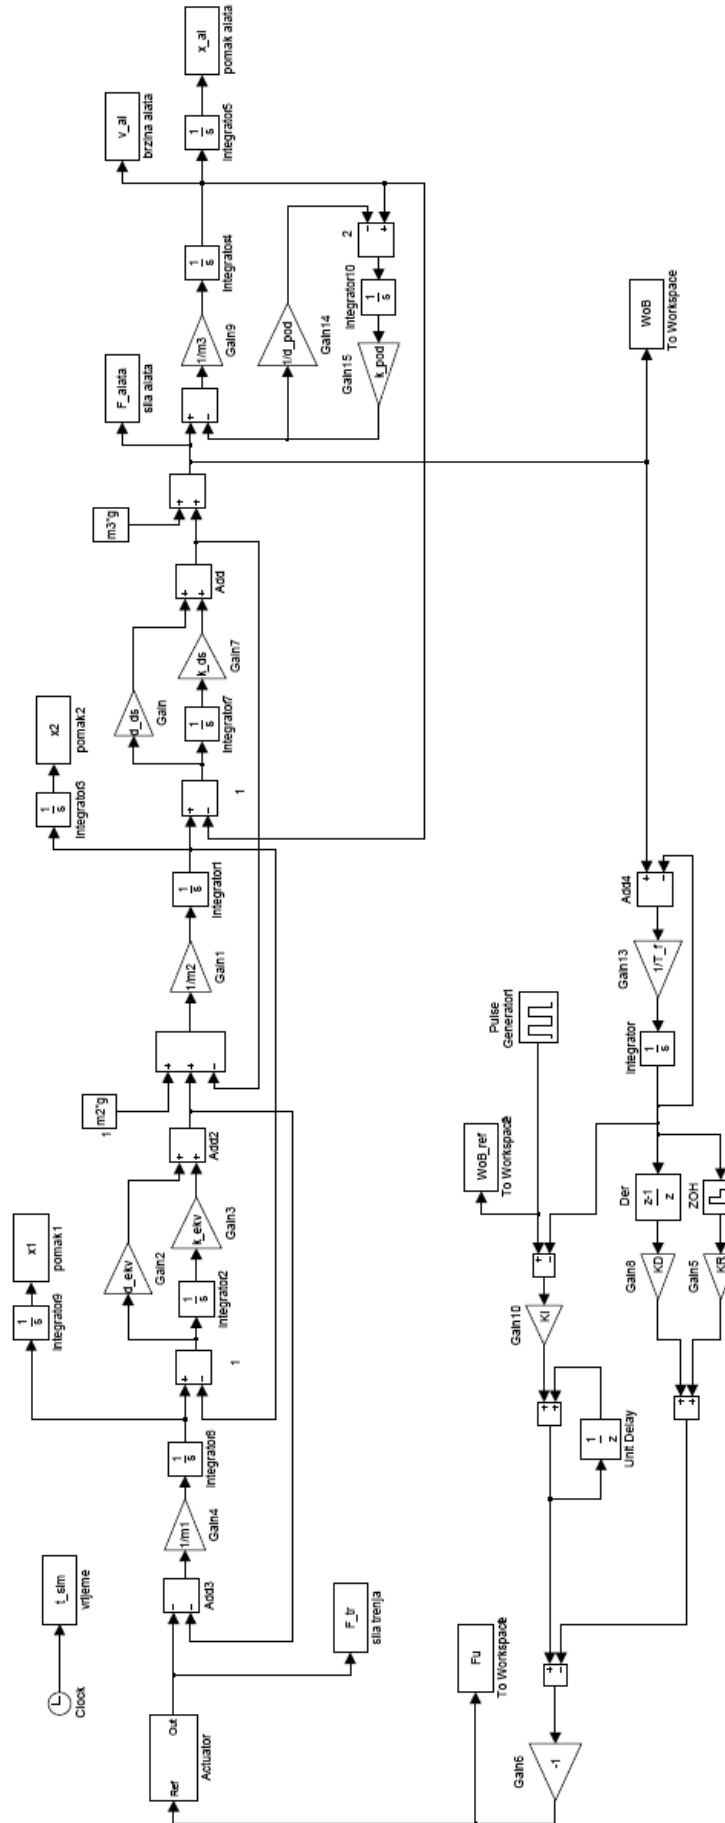 Clock
t_sim
vrijeme
x1
pomak1
1
s
Integrator9
x2
pomak2
1
s
Integrator3
Ref
Out
Actuator
-
-
Add3
1/m1
Gain4
1
s
Integrator8
+
-
1
d_ekv
Gain2
1
s
Integrator2
k_ekv
Gain3
+
+
Add2
m2*g
1
+
+
-
1/m2
Gain1
1
s
Integrator1
+
-
1
d_ds
Gain
1
s
Integrator7
k_ds
Gain7
+
+
Add
m3*g
+
+
F_alata
sila alata
+
-
1/m3
Gain9
1
s
Integrator4
v_al
brzina alata
1
s
Integrator5
x_al
pomak alata
1/d_pod
Gain14
-
+
2
1
s
Integrator10
k_pod
Gain15
F_tr
sila trenja
Fu
To Workspace
WoB_ref
To Workspace2
Pulse
Generator1
WoB
To Workspace
-1
Gain6
+
-
+
+
1
z
Unit Delay
KI
Gain10
+
-
+
+
KD
Gain8
z-1
z
Der
KR
Gain5
ZOH
1
s
Integrator
1/T_f
Gain13
+
-
Add4